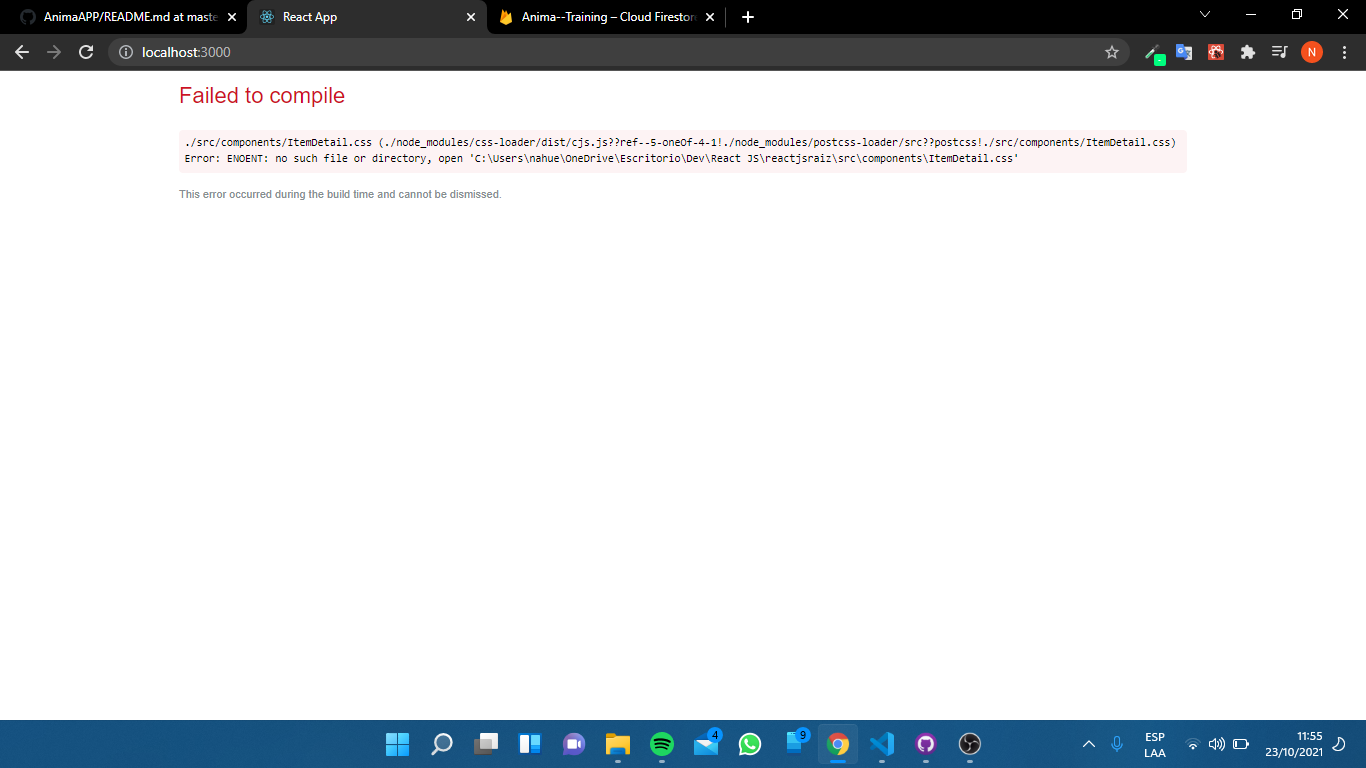 AnimaAPP/README.md at maste
React App
Anima--Training – Cloud Firestor
localhost:3000
N
Failed to compile
./src/components/ItemDetail.css (./node_modules/css-loader/dist/cjs.js??ref--5-oneOf-4-1!./node_modules/postcss-loader/src??postcss!./src/components/ItemDetail.css)
Error: ENOENT: no such file or directory, open 'C:\Users\nahue\OneDrive\Escritorio\Dev\React JS\reactjsraiz\src\components\ItemDetail.css'
This error occurred during the build time and cannot be dismissed.
4
9
ESP
LAA
11:55
23/10/2021